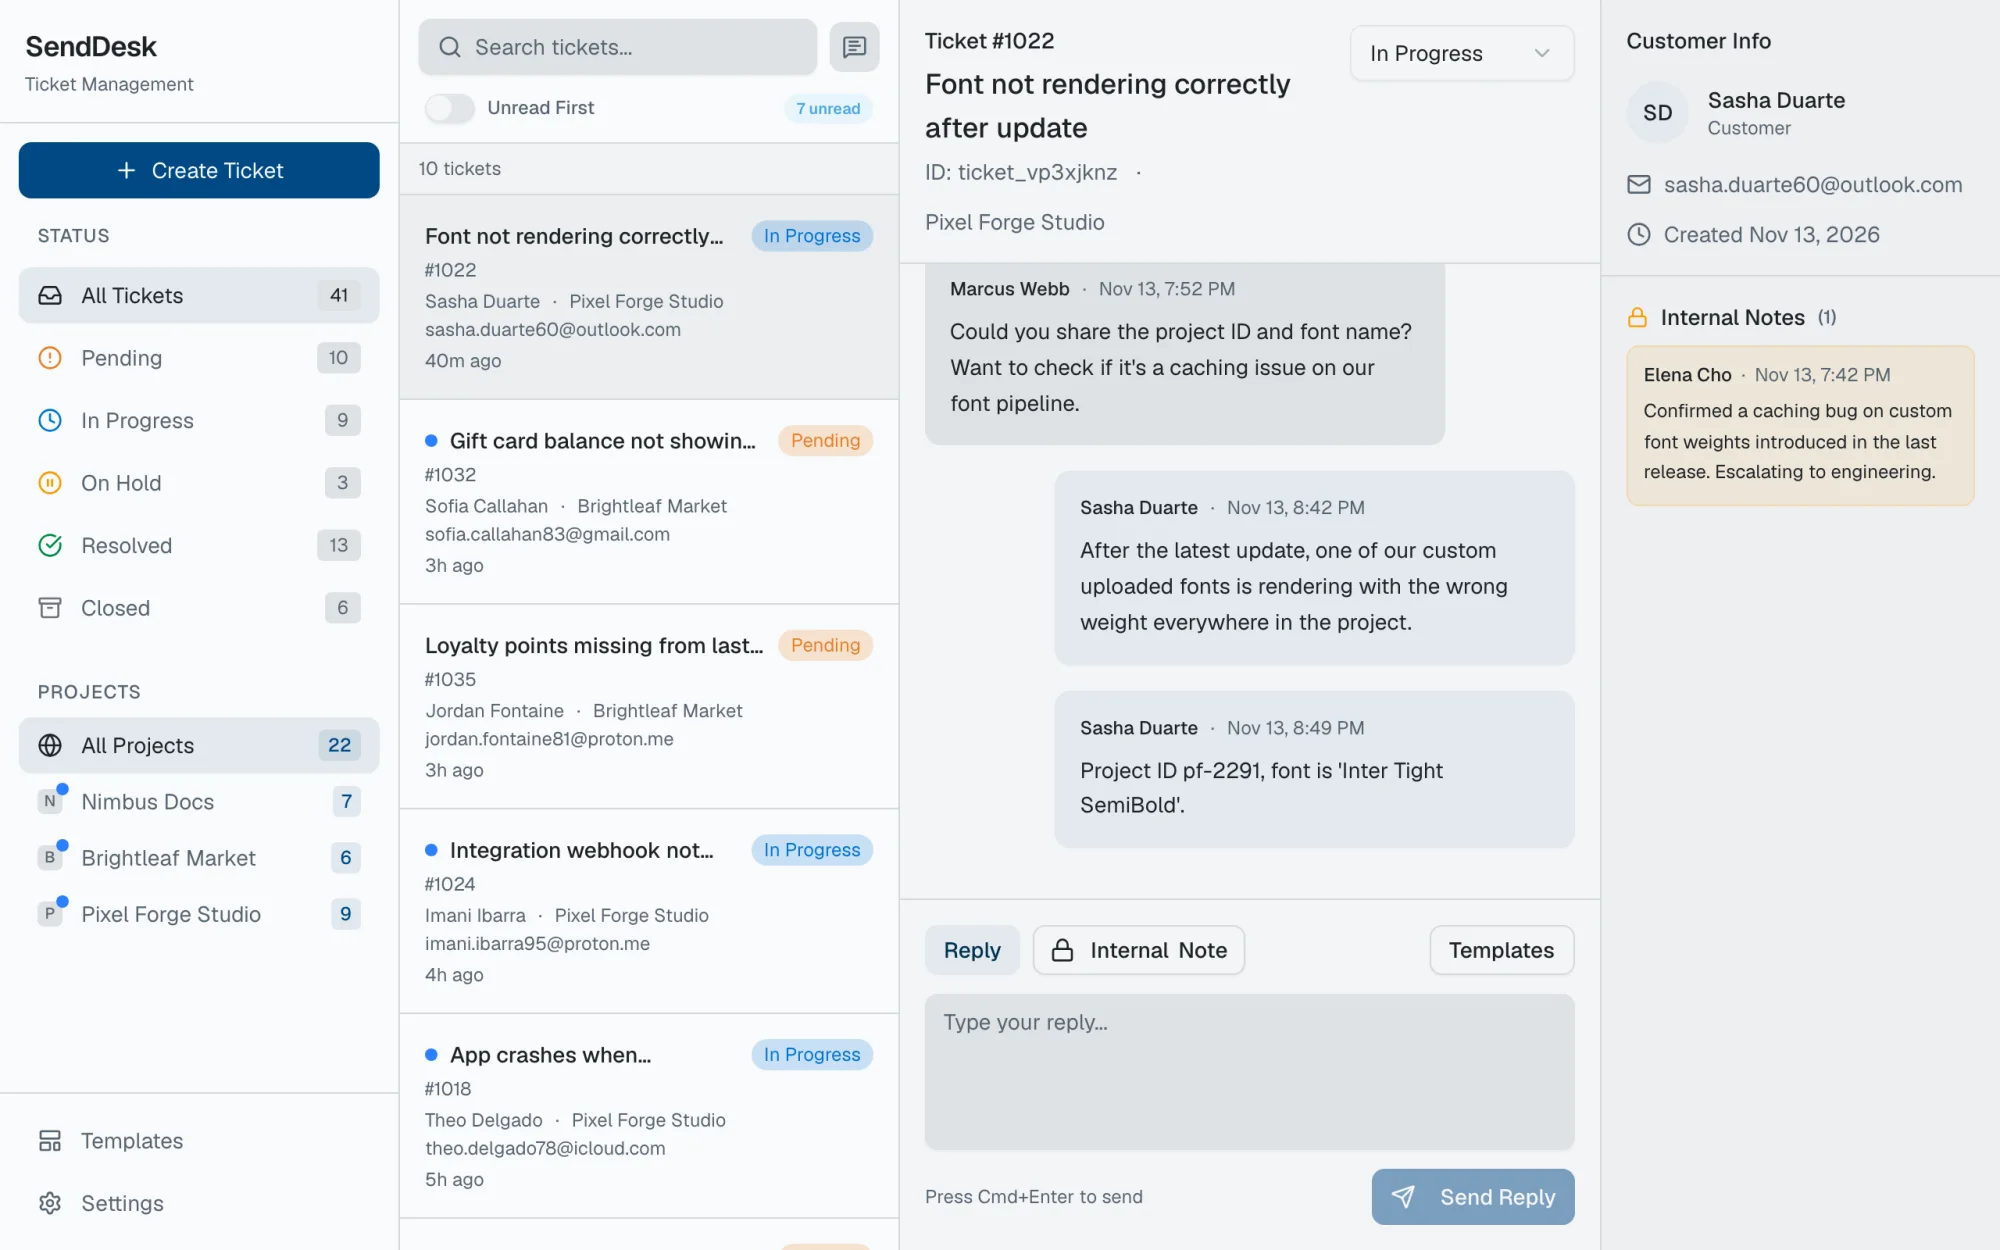 SendDesk
Ticket Management
Create Ticket
STATUS
All Tickets 41
Pending 10
In Progress 9
On Hold 3
Resolved 13
Closed 6
PROJECTS
All Projects 22
N Nimbus Docs 7
B Brightleaf Market 6
P Pixel Forge Studio 9
Templates
Settings
Search tickets...
Unread First 7 unread
10 tickets
Font not rendering correctly... In Progress
#1022
Sasha Duarte · Pixel Forge Studio
sasha.duarte60@outlook.com
40m ago
Gift card balance not showin... Pending
#1032
Sofia Callahan · Brightleaf Market
sofia.callahan83@gmail.com
3h ago
Loyalty points missing from last... Pending
#1035
Jordan Fontaine · Brightleaf Market
jordan.fontaine81@proton.me
3h ago
Integration webhook not... In Progress
#1024
Imani Ibarra · Pixel Forge Studio
imani.ibarra95@proton.me
4h ago
App crashes when... In Progress
#1018
Theo Delgado · Pixel Forge Studio
theo.delgado78@icloud.com
5h ago
Ticket #1022
In Progress
Font not rendering correctly
after update
ID: ticket_vp3xjknz ·
Pixel Forge Studio
Marcus Webb · Nov 13, 7:52 PM
Could you share the project ID and font name?
Want to check if it's a caching issue on our
font pipeline.
Sasha Duarte · Nov 13, 8:42 PM
After the latest update, one of our custom
uploaded fonts is rendering with the wrong
weight everywhere in the project.
Sasha Duarte · Nov 13, 8:49 PM
Project ID pf-2291, font is 'Inter Tight
SemiBold'.
Reply Internal Note Templates
Type your reply...
Press Cmd+Enter to send Send Reply
Customer Info
SD
Sasha Duarte
Customer
sasha.duarte60@outlook.com
Created Nov 13, 2026
Internal Notes (1)
Elena Cho · Nov 13, 7:42 PM
Confirmed a caching bug on custom
font weights introduced in the last
release. Escalating to engineering.